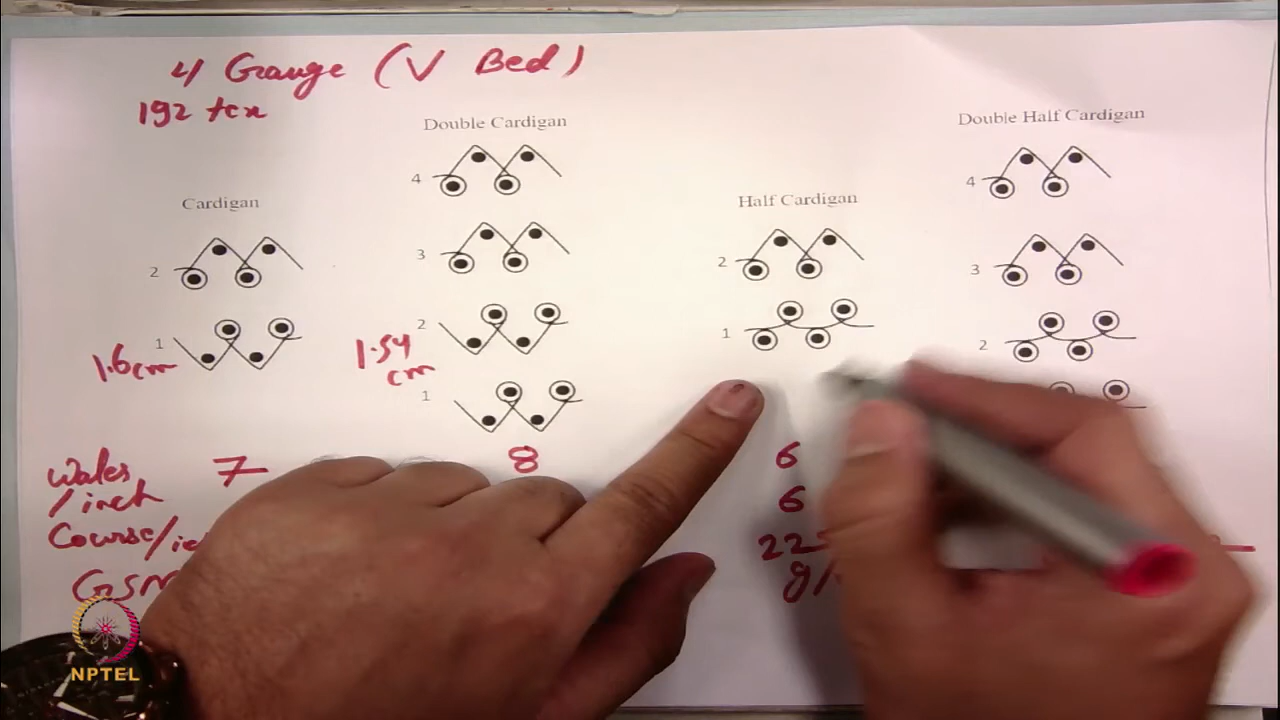 4 Gauge (V Bed)
192 tex
Double Cardigan
4
3
2
1
Cardigan
2
1
1.6cm
1.54
cm
Half Cardigan
2
1
Double Half Cardigan
4
3
2
Wales
/inch
7
8
6
Course/
6
GSM
225
g/
NPTEL